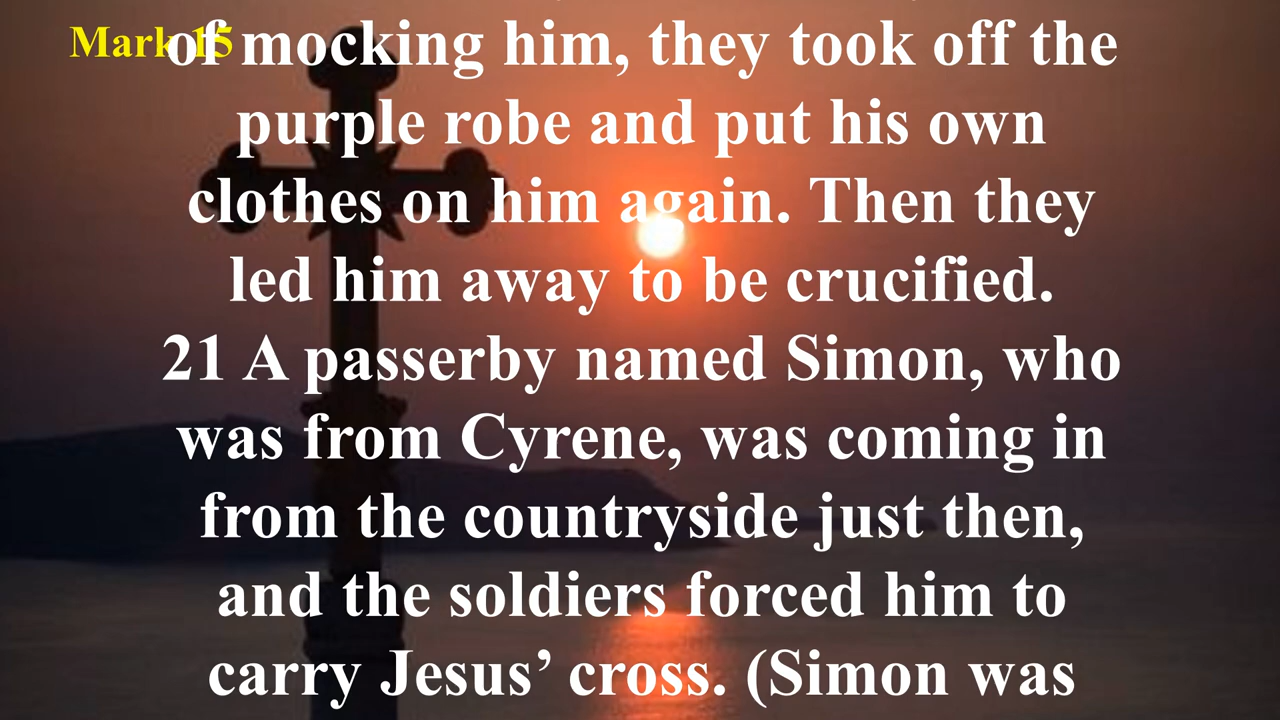 Mark 15
of mocking him, they took off the
purple robe and put his own
clothes on him again. Then they
led him away to be crucified.
21 A passerby named Simon, who
was from Cyrene, was coming in
from the countryside just then,
and the soldiers forced him to
carry Jesus’ cross. (Simon was